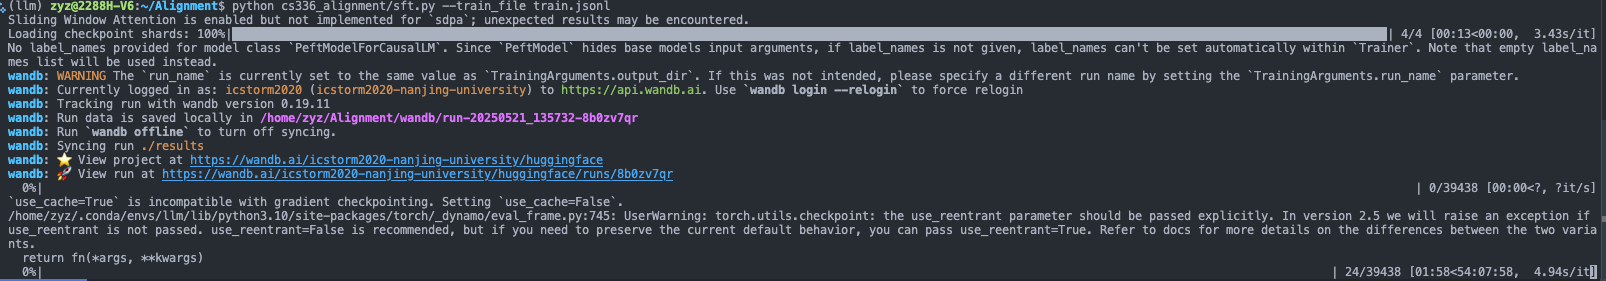 (llm) zyz@2288H-V6:~/Alignment$ python cs336_alignment/sft.py --train_file train.jsonl
Sliding Window Attention is enabled but not implemented for `sdpa`; unexpected results may be encountered.
Loading checkpoint shards: 100%| | 4/4 [00:13<00:00,  3.43s/it]
No label_names provided for model class `PeftModelForCausalLM`. Since `PeftModel` hides base models input arguments, if label_names is not given, label_names can't be set automatically within `Trainer`. Note that empty label_na
mes list will be used instead.
wandb: WARNING The `run_name` is currently set to the same value as `TrainingArguments.output_dir`. If this was not intended, please specify a different run name by setting the `TrainingArguments.run_name` parameter.
wandb: Currently logged in as: icstorm2020 (icstorm2020-nanjing-university) to https://api.wandb.ai. Use `wandb login --relogin` to force relogin
wandb: Tracking run with wandb version 0.19.11
wandb: Run data is saved locally in /home/zyz/Alignment/wandb/run-20250521_135732-8b0zv7qr
wandb: Run `wandb offline` to turn off syncing.
wandb: Syncing run ./results
wandb: ⭐ View project at https://wandb.ai/icstorm2020-nanjing-university/huggingface
wandb: 🚀 View run at https://wandb.ai/icstorm2020-nanjing-university/huggingface/runs/8b0zv7qr
0%| | 0/39438 [00:00<?, ?it/s]
`use_cache=True` is incompatible with gradient checkpointing. Setting `use_cache=False`.
/home/zyz/.conda/envs/llm/lib/python3.10/site-packages/torch/_dynamo/eval_frame.py:745: UserWarning: torch.utils.checkpoint: the use_reentrant parameter should be passed explicitly. In version 2.5 we will raise an exception if
use_reentrant is not passed. use_reentrant=False is recommended, but if you need to preserve the current default behavior, you can pass use_reentrant=True. Refer to docs for more details on the differences between the two varia
nts.
return fn(*args, **kwargs)
0%| | 24/39438 [01:58<54:07:58,  4.94s/it]